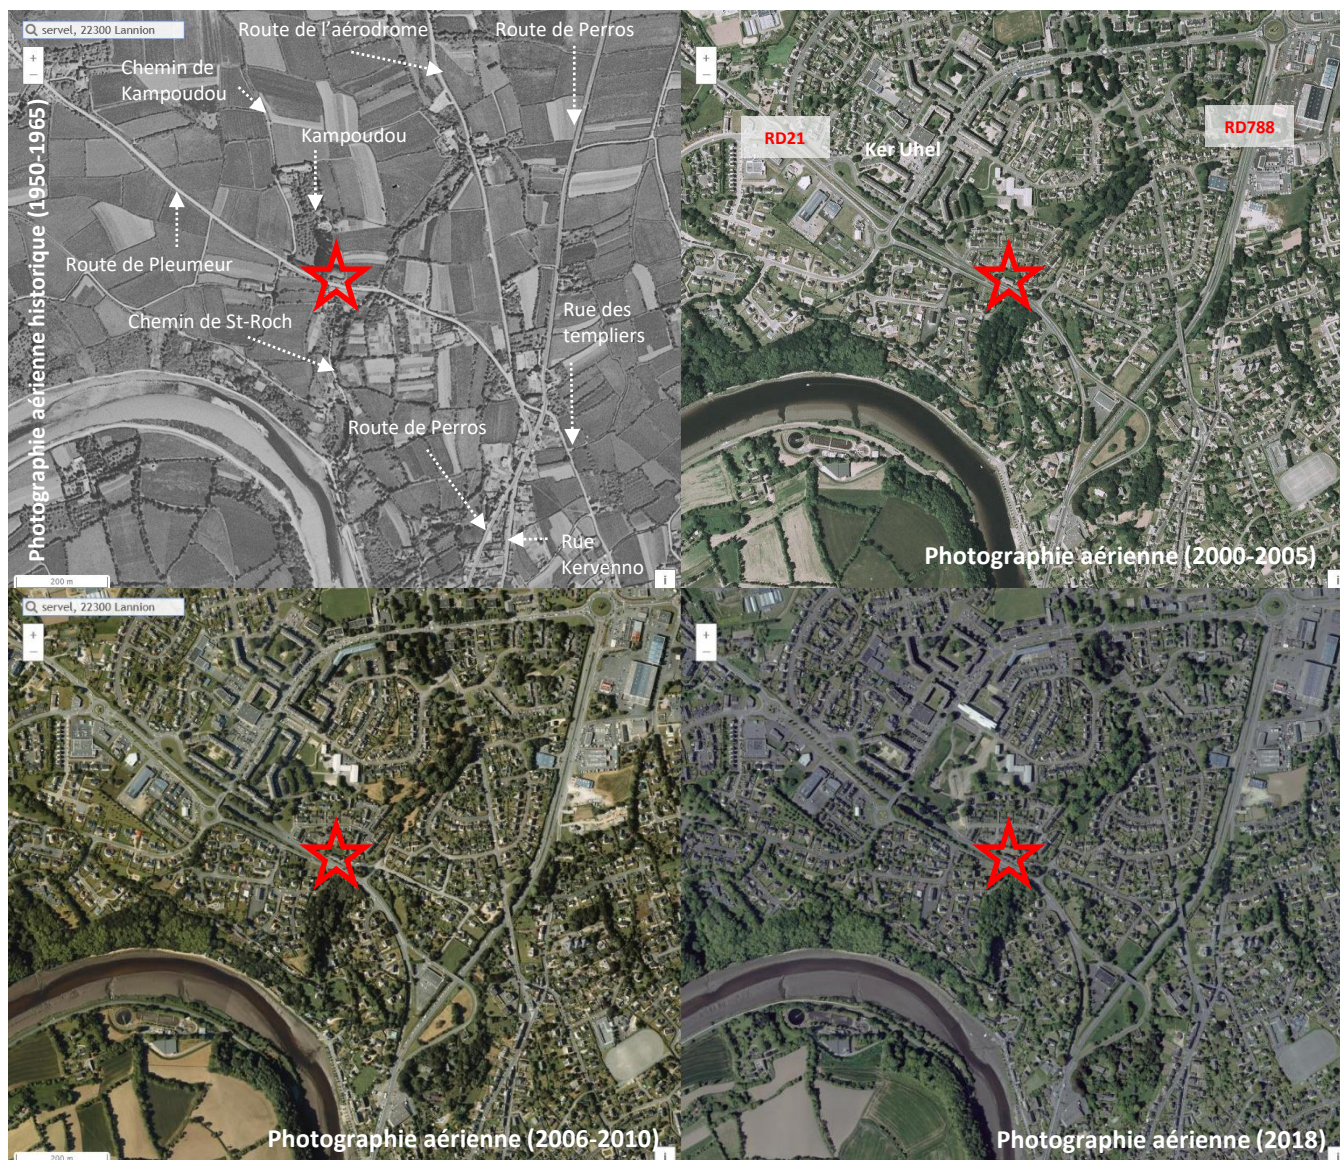 servel, 22300 Lannion
+
−
Route de l'aérodrome
Route de Perros
Chemin de
Kampoudou
Kampoudou
Photographie aérienne historique (1950-1965)
Route de Pleumeur
Chemin de St-Roch
Rue des
templiers
Route de Perros
Rue
Kervenno
200 m
i
+
−
RD21
RD788
Ker Uhel
Photographie aérienne (2000-2005)
i
servel, 22300 Lannion
+
−
Photographie aérienne (2006-2010)
200 m
i
+
−
Photographie aérienne (2018)
i